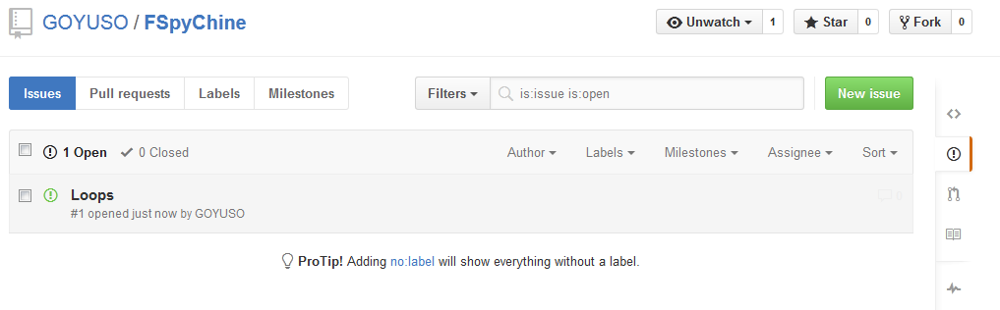 GOYUSO / FSpyChine
Unwatch 1 Star 0 Fork 0
Issues Pull requests Labels Milestones Filters is:issue is:open New issue
1 Open 0 Closed Author Labels Milestones Assignee Sort
Loops
0
#1 opened just now by GOYUSO
ProTip! Adding no:label will show everything without a label.